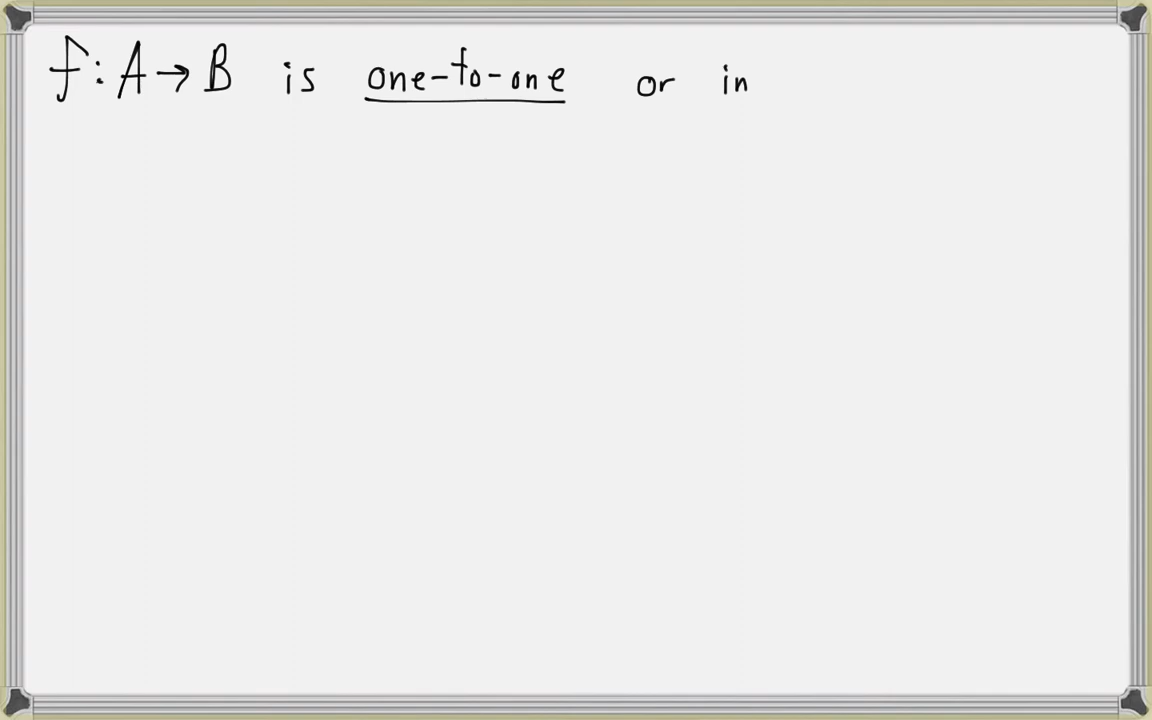 f: A → B is one-to-one or in